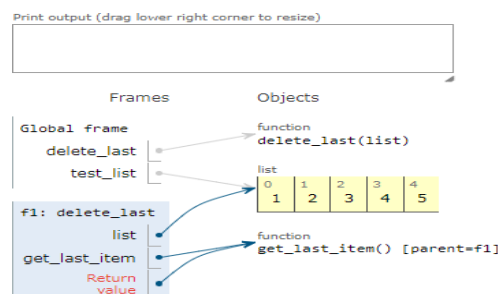 Print output (drag lower right corner to resize)
Frames
Objects
Global frame
delete_last
test_list
function
delete_last(list)
list
0 1 2 3 4
1 2 3 4 5
f1: delete_last
list
get_last_item
Return
value
function
get_last_item() [parent=f1]